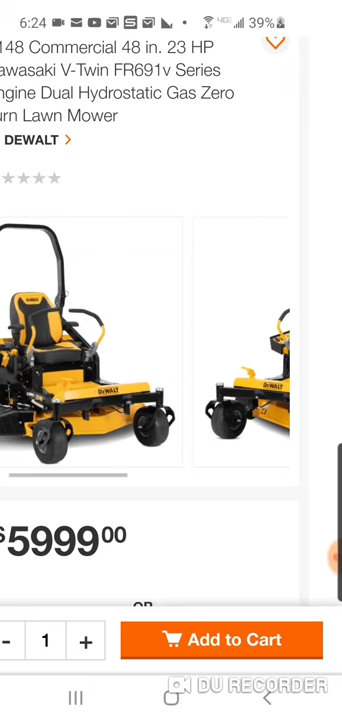 6:24 39%
148 Commercial 48 in. 23 HP
awasaki V-Twin FR691v Series
ngine Dual Hydrostatic Gas Zero
urn Lawn Mower
DEWALT >
DEWALT
DEWALT
$5999 00
OR
- 1 + Add to Cart
DU RECORDER